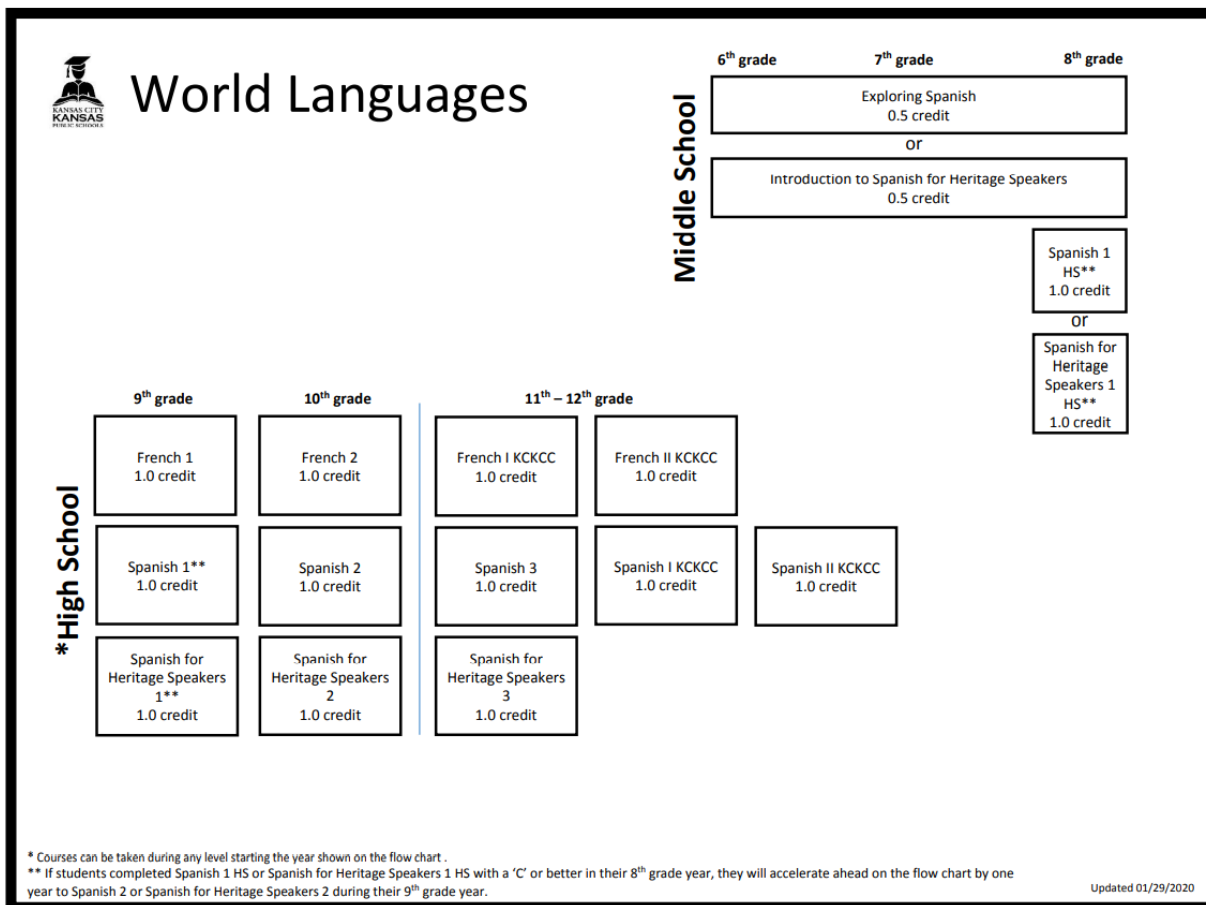 KANSAS CITY
KANSAS
PUBLIC SCHOOLS
World Languages
Middle School
6th grade
7th grade
8th grade
Exploring Spanish
0.5 credit
or
Introduction to Spanish for Heritage Speakers
0.5 credit
Spanish 1
HS**
1.0 credit
or
Spanish for
Heritage
Speakers 1
HS**
1.0 credit
*High School
9th grade
10th grade
11th – 12th grade
French 1
1.0 credit
French 2
1.0 credit
French I KCKCC
1.0 credit
French II KCKCC
1.0 credit
Spanish 1**
1.0 credit
Spanish 2
1.0 credit
Spanish 3
1.0 credit
Spanish I KCKCC
1.0 credit
Spanish II KCKCC
1.0 credit
Spanish for
Heritage Speakers
1**
1.0 credit
Spanish for
Heritage Speakers
2
1.0 credit
Spanish for
Heritage Speakers
3
1.0 credit
* Courses can be taken during any level starting the year shown on the flow chart .
** If students completed Spanish 1 HS or Spanish for Heritage Speakers 1 HS with a ‘C’ or better in their 8th grade year, they will accelerate ahead on the flow chart by one
year to Spanish 2 or Spanish for Heritage Speakers 2 during their 9th grade year.
Updated 01/29/2020